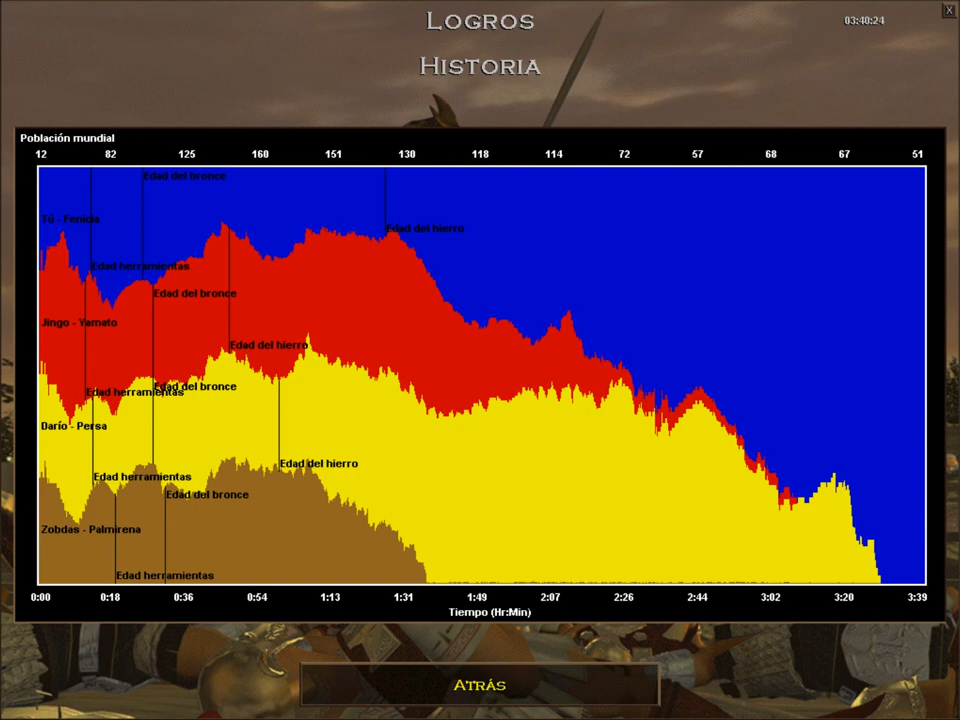 Logros
03:40:24
X
Historia
Población mundial
12 82 125 160 151 130 118 114 72 57 68 67 51
Edad del bronce
Tú - Fenicia
Edad del hierro
Edad herramientas
Edad del bronce
Jingo - Yamato
Edad del hierro
Edad del bronce
Edad herramientas
Darío - Persa
Edad del hierro
Edad herramientas
Edad del bronce
Zobdas - Palmirena
Edad herramientas
0:00 0:18 0:36 0:54 1:13 1:31 1:49 2:07 2:26 2:44 3:02 3:20 3:39
Tiempo (Hr:Min)
Atrás